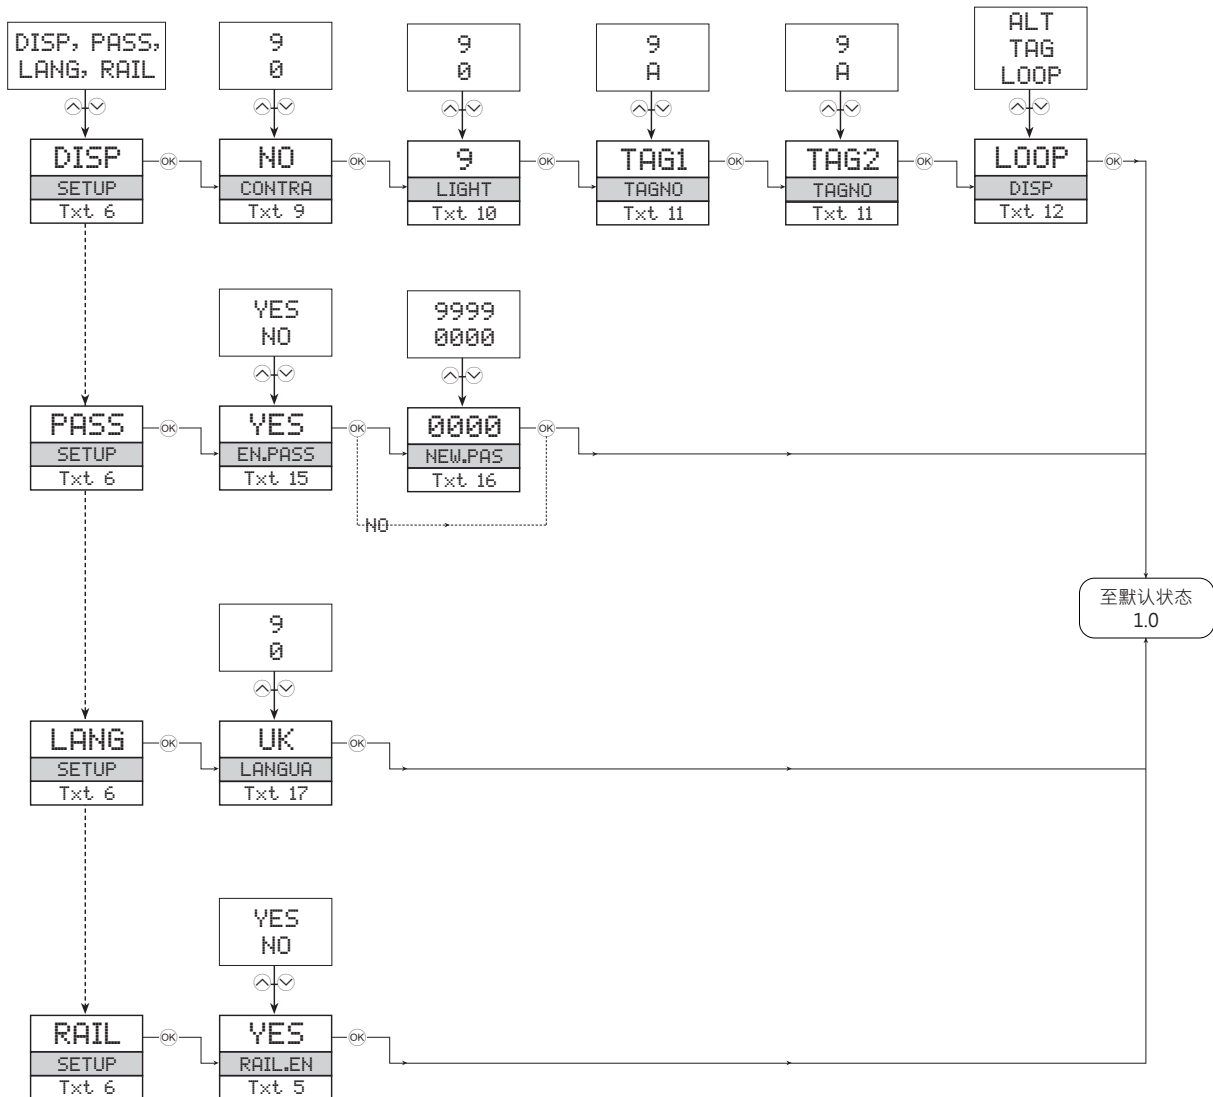 DISP, PASS,
LANG, RAIL
9
0
9
0
9
A
9
A
ALT
TAG
LOOP
DISP
SETUP
Txt 6
OK
NO
CONTRA
Txt 9
OK
9
LIGHT
Txt 10
OK
TAG1
TAGNO
Txt 11
OK
TAG2
TAGNO
Txt 11
OK
LOOP
DISP
Txt 12
OK
YES
NO
9999
0000
PASS
SETUP
Txt 6
OK
YES
EN.PASS
Txt 15
OK
0000
NEW.PAS
Txt 16
OK
NO
至默认状态
1.0
9
0
LANG
SETUP
Txt 6
OK
UK
LANGUA
Txt 17
OK
YES
NO
RAIL
SETUP
Txt 6
OK
YES
RAIL.EN
Txt 5
OK